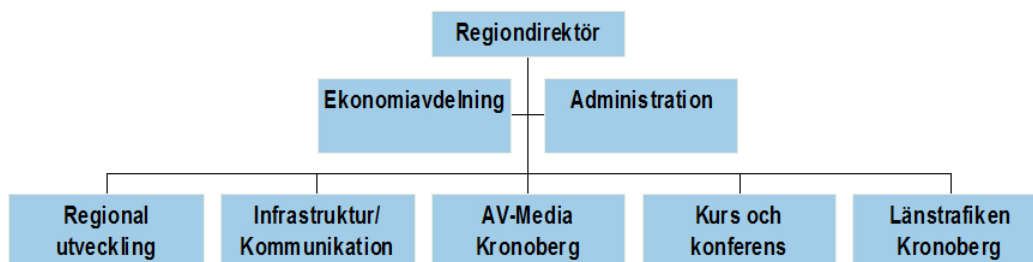 Regiondirektör
Ekonomiavdelning
Administration
Regional
utveckling
Infrastruktur/
Kommunikation
AV-Media
Kronoberg
Kurs och
konferens
Länstrafiken
Kronoberg